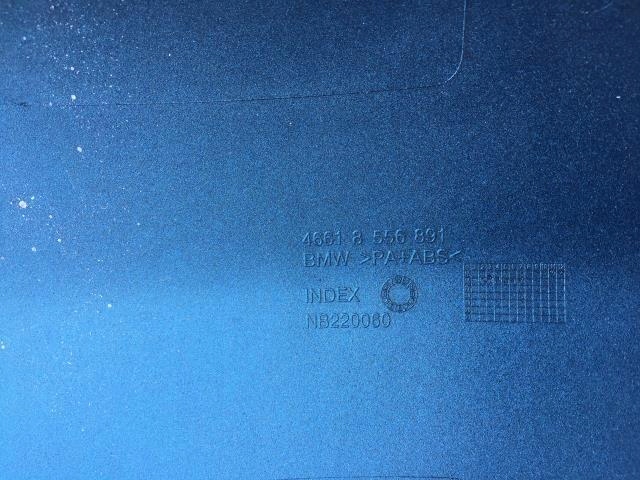 4661 8 556 891
BMW >PA+ABS<
INDEX
NB220060